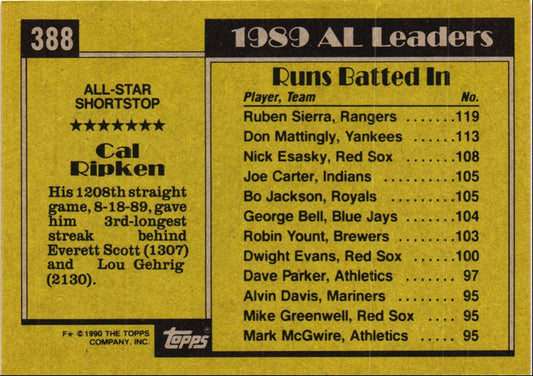 388
ALL-STAR
SHORTSTOP
★★★★★★★
Cal
Ripken
His 1208th straight
game, 8-18-89, gave
him 3rd-longest
streak behind
Everett Scott (1307)
and Lou Gehrig
(2130).
F★ © 1990 THE TOPPS
COMPANY, INC.
Topps®
1989 AL Leaders
Runs Batted In
Player, Team No.
Ruben Sierra, Rangers .......119
Don Mattingly, Yankees ......113
Nick Esasky, Red Sox .......108
Joe Carter, Indians .........105
Bo Jackson, Royals .........105
George Bell, Blue Jays .....104
Robin Yount, Brewers .......103
Dwight Evans, Red Sox .....100
Dave Parker, Athletics ...... 97
Alvin Davis, Mariners ....... 95
Mike Greenwell, Red Sox .... 95
Mark McGwire, Athletics ..... 95